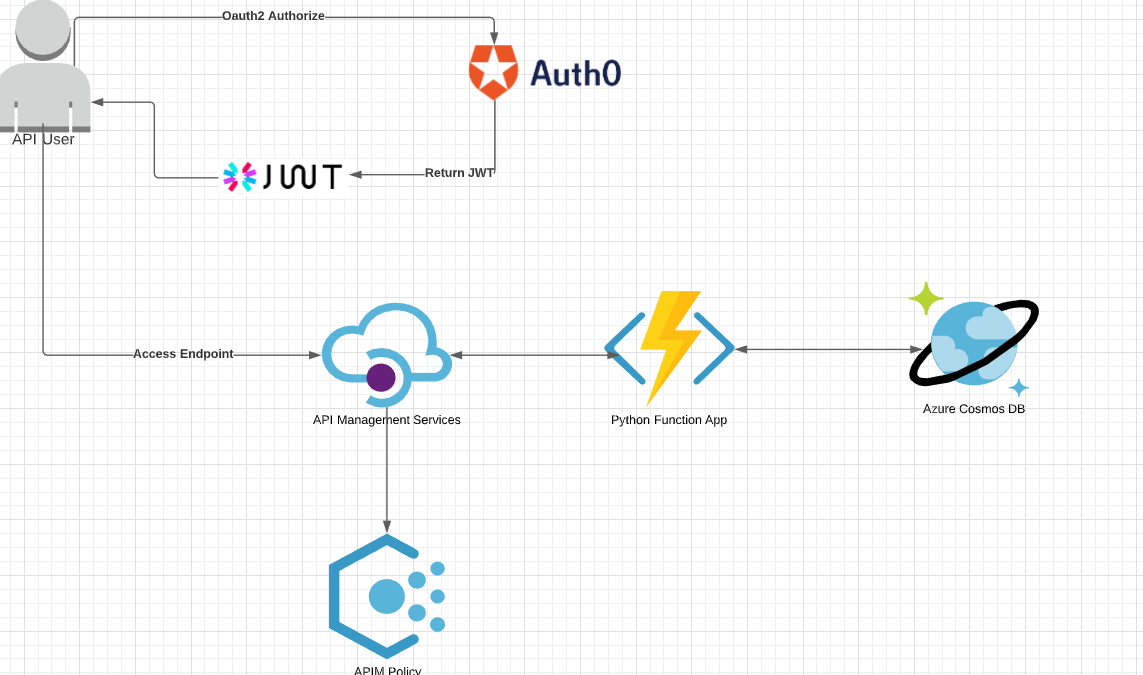 Oauth2 Authorize
Auth0
API User
JWT
Return JWT
Access Endpoint
API Management Services
Python Function App
Azure Cosmos DB
APIM Policy